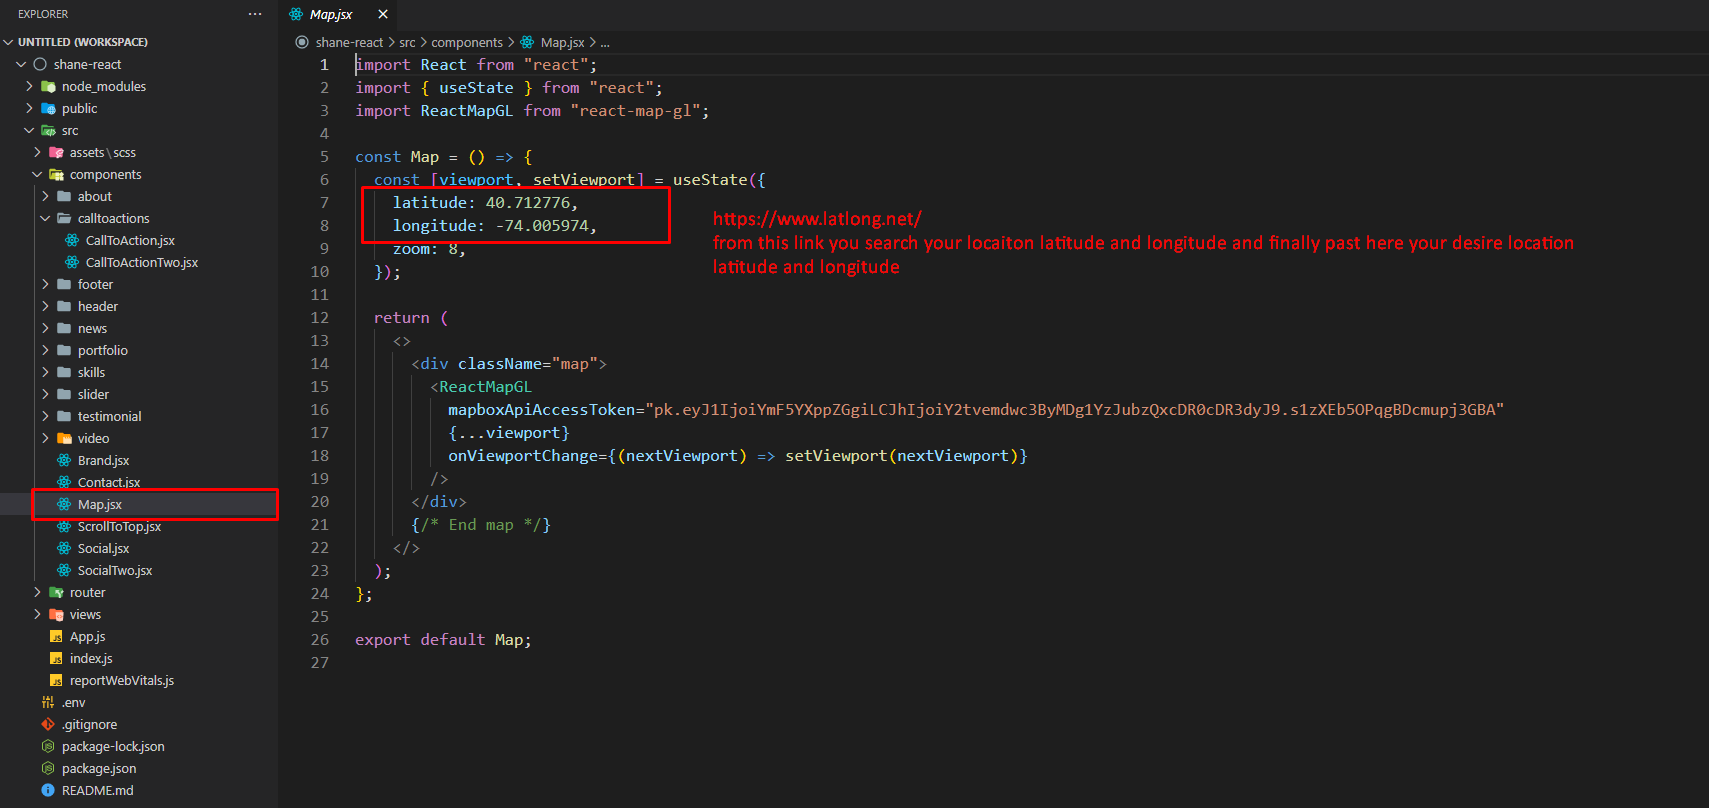 EXPLORER
UNTITLED (WORKSPACE)
shane-react
node_modules
public
src
assets\scss
components
about
calltoactions
CallToAction.jsx
CallToActionTwo.jsx
footer
header
news
portfolio
skills
slider
testimonial
video
Brand.jsx
Contact.jsx
Map.jsx
ScrollToTop.jsx
Social.jsx
SocialTwo.jsx
router
views
JS App.js
JS index.js
JS reportWebVitals.js
.env
.gitignore
package-lock.json
package.json
README.md
Map.jsx
shane-react > src > components > Map.jsx > ...
1 import React from "react";
2 import { useState } from "react";
3 import ReactMapGL from "react-map-gl";
4
5 const Map = () => {
6 const [viewport, setViewport] = useState({
7 latitude: 40.712776,
8 longitude: -74.005974,
9 zoom: 8,
10 });
11
12 return (
13 <>
14 <div className="map">
15 <ReactMapGL
16 mapboxApiAccessToken="pk.eyJ1IjoiYmF5YXppZGgiLCJhIjoiY2tvemdwc3ByMDg1YzJubzQxcDR0cDR3dyJ9.s1zXEb5OPqgBDcmupj3GBA"
17 {...viewport}
18 onViewportChange={(nextViewport) => setViewport(nextViewport)}
19 />
20 </div>
21 {/* End map */}
22 </>
23 );
24 };
25
26 export default Map;
27
https://www.latlong.net/
from this link you search your locaiton latitude and longitude and finally past here your desire location
latitude and longitude